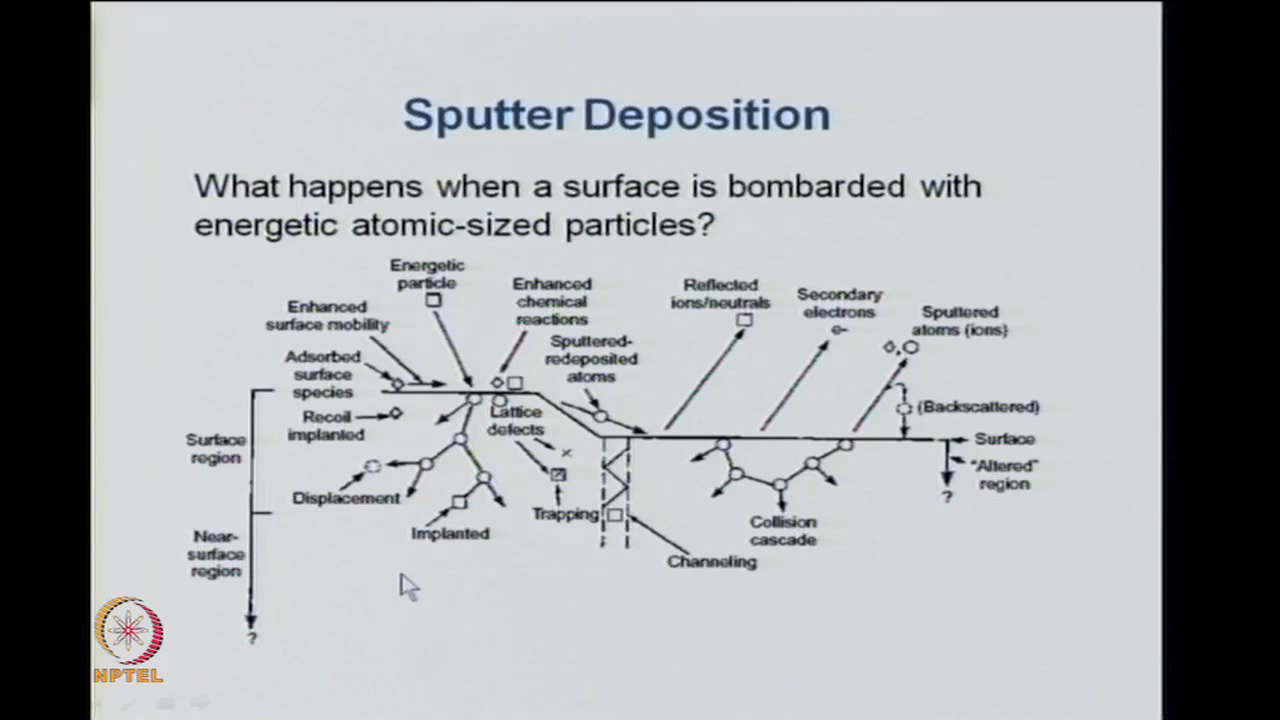 Sputter Deposition
What happens when a surface is bombarded with
energetic atomic-sized particles?
Energetic
particle
Enhanced
surface mobility
Enhanced
chemical
reactions
Adsorbed
surface
species
Sputtered-
redeposited
atoms
Reflected
ions/neutrals
Secondary
electrons
e-
Sputtered
atoms (ions)
(Backscattered)
Recoil
implanted
Lattice
defects
Surface
region
Surface
"Altered"
region
?
Displacement
Trapping
Implanted
Collision
cascade
Channeling
Near-
surface
region
?
NPTEL